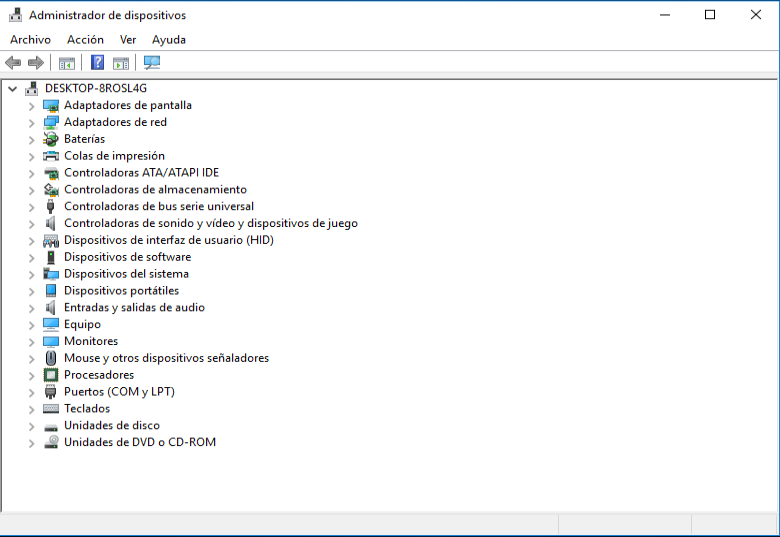 Administrador de dispositivos
Archivo Acción Ver Ayuda
DESKTOP-8ROSL4G
Adaptadores de pantalla
Adaptadores de red
Baterías
Colas de impresión
Controladoras ATA/ATAPI IDE
Controladoras de almacenamiento
Controladoras de bus serie universal
Controladoras de sonido y vídeo y dispositivos de juego
Dispositivos de interfaz de usuario (HID)
Dispositivos de software
Dispositivos del sistema
Dispositivos portátiles
Entradas y salidas de audio
Equipo
Monitores
Mouse y otros dispositivos señaladores
Procesadores
Puertos (COM y LPT)
Teclados
Unidades de disco
Unidades de DVD o CD-ROM